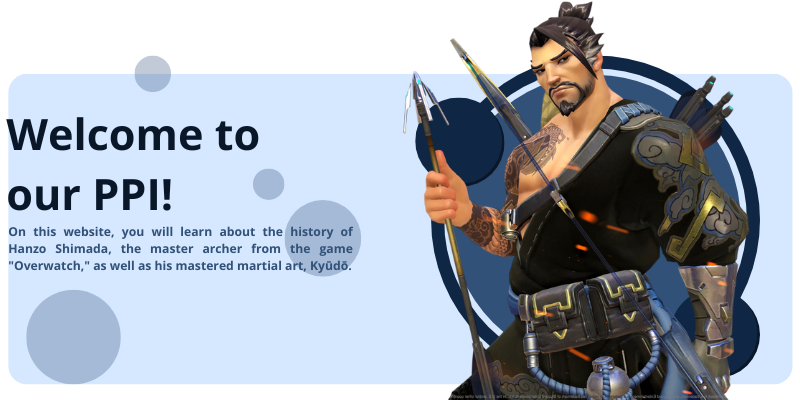 Welcome to
our PPI!
On this website, you will learn about the history of
Hanzo Shimada, the master archer from the game
"Overwatch," as well as his mastered martial art, Kyūdō.